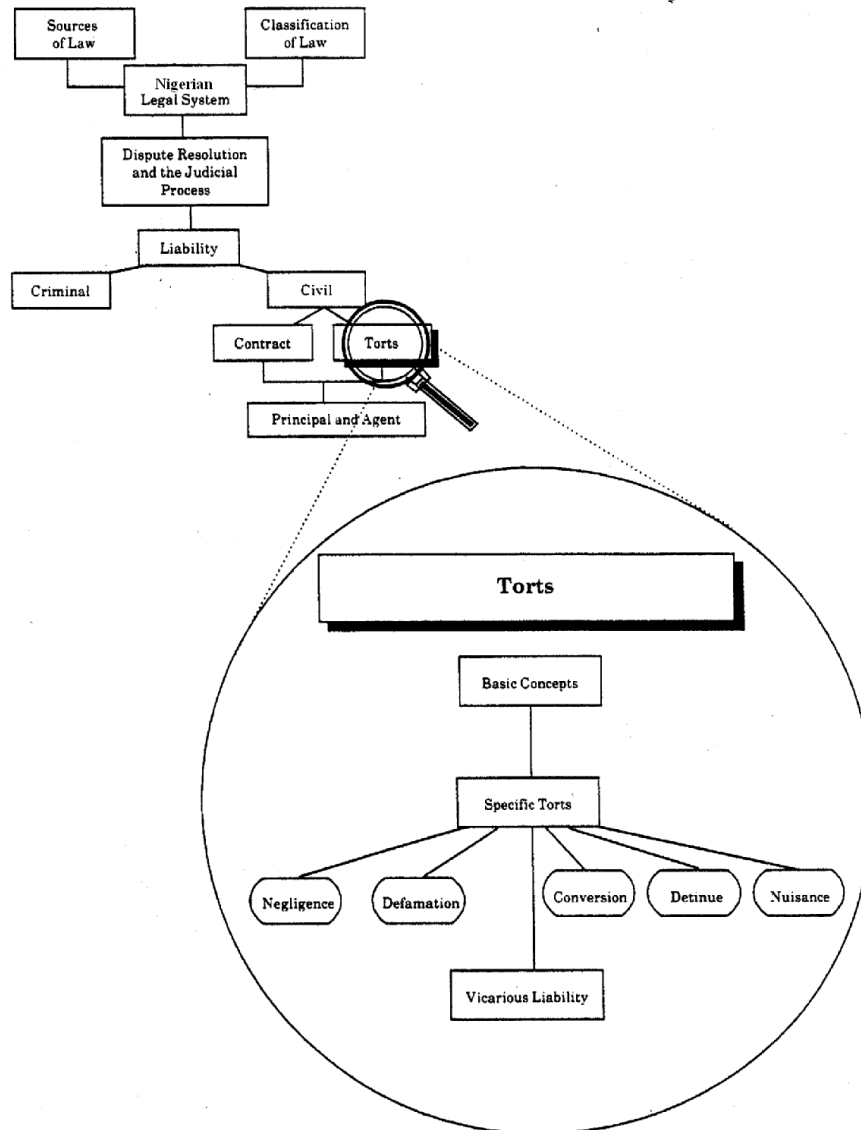 Sources
of Law
Classification
of Law
Nigerian
Legal System
Dispute Resolution
and the Judicial
Process
Liability
Criminal
Civil
Contract
Torts
Principal and Agent
Torts
Basic Concepts
Specific Torts
Negligence
Defamation
Conversion
Detinue
Nuisance
Vicarious Liability